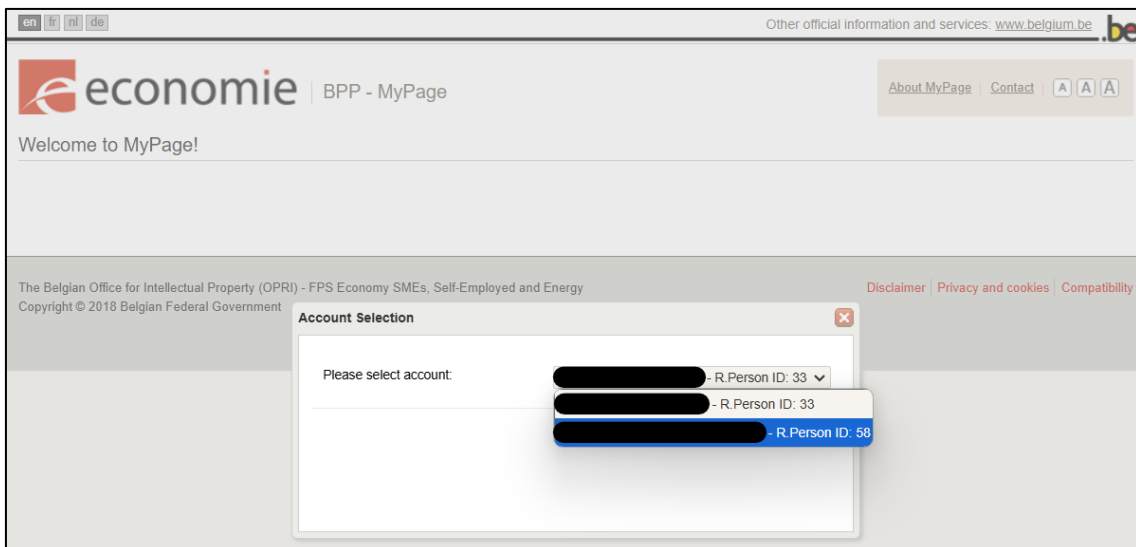 en fr nl de
Other official information and services: www.belgium.be
.be
economie BPP - MyPage
About MyPage Contact A A A
Welcome to MyPage!
The Belgian Office for Intellectual Property (OPRI) - FPS Economy SMEs, Self-Employed and Energy
Copyright © 2018 Belgian Federal Government
Disclaimer Privacy and cookies Compatibility
Account Selection
Please select account:
- R.Person ID: 33
- R.Person ID: 33
- R.Person ID: 58